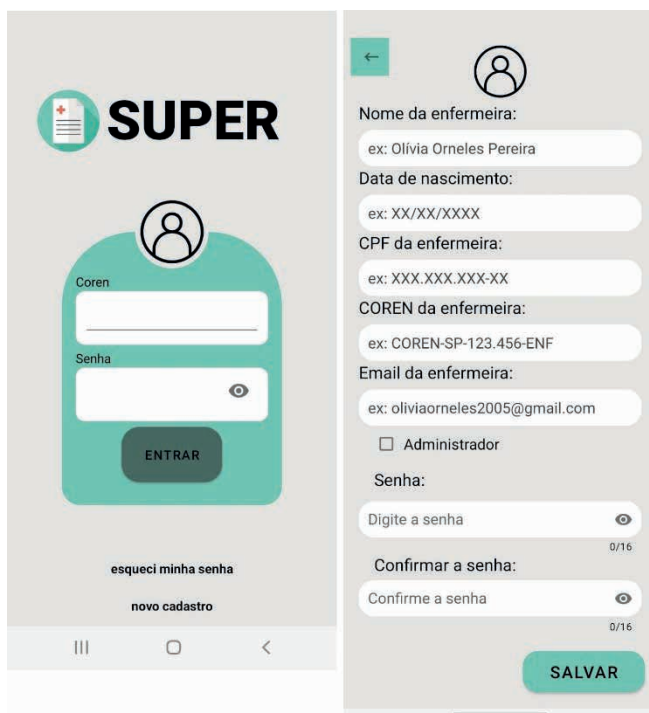 SUPER
Coren
Senha
ENTRAR
esqueci minha senha
novo cadastro
Nome da enfermeira:
ex: Olívia Orneles Pereira
Data de nascimento:
ex: XX/XX/XXXX
CPF da enfermeira:
ex: XXX.XXX.XXX-XX
COREN da enfermeira:
ex: COREN-SP-123.456-ENF
Email da enfermeira:
ex: oliviaorneles2005@gmail.com
Administrador
Senha:
Digite a senha
0/16
Confirmar a senha:
Confirme a senha
0/16
SALVAR